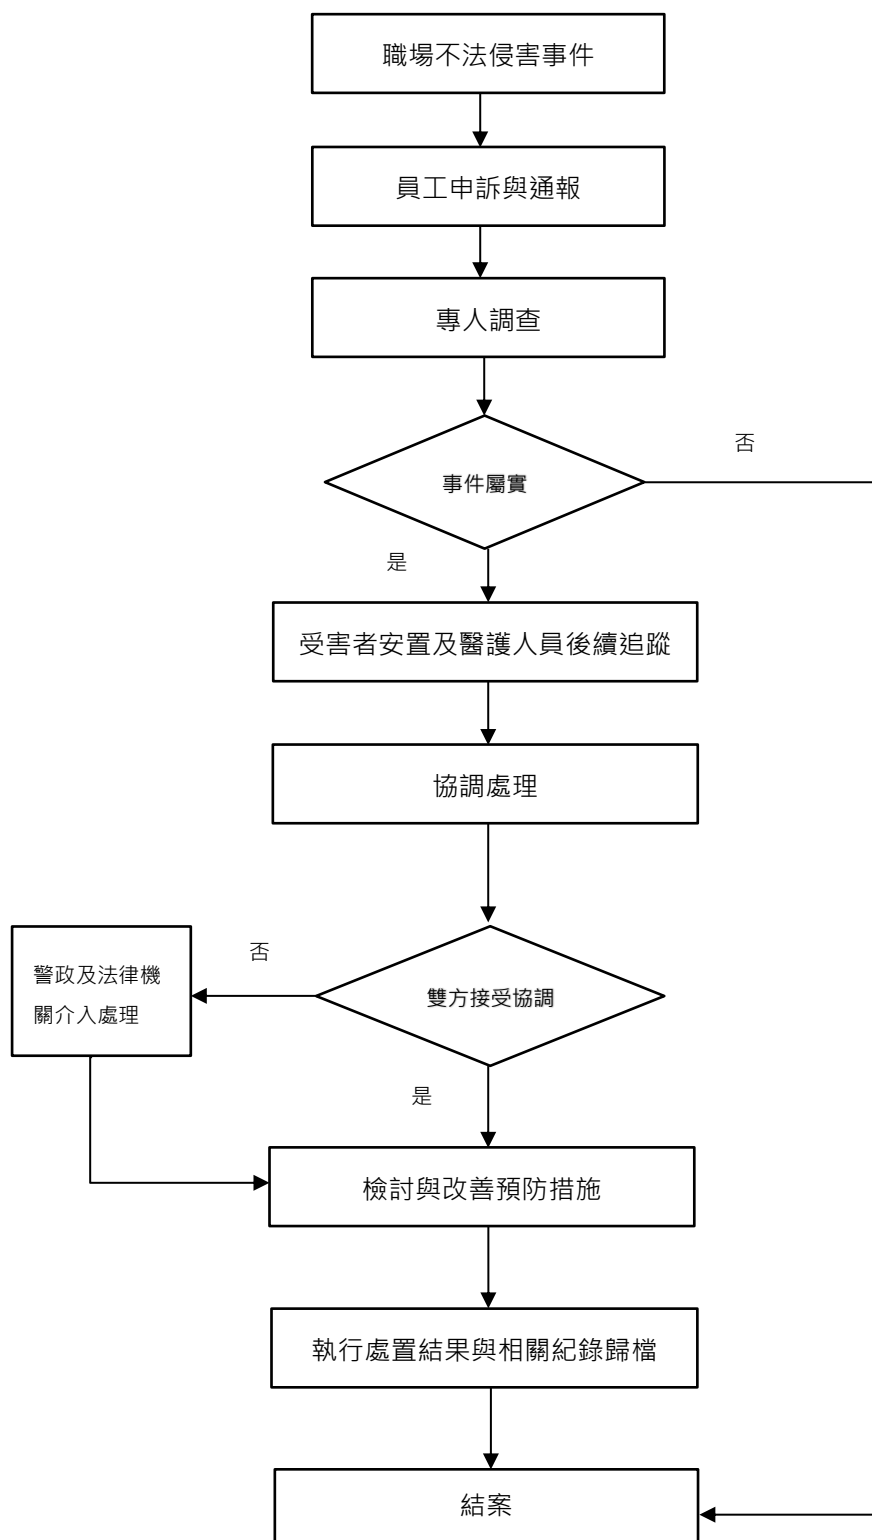 職場不法侵害事件
員工申訴與通報
專人調查
否
事件屬實
是
受害者安置及醫護人員後續追蹤
協調處理
否
警政及法律機
關介入處理
雙方接受協調
是
檢討與改善預防措施
執行處置結果與相關紀錄歸檔
結案